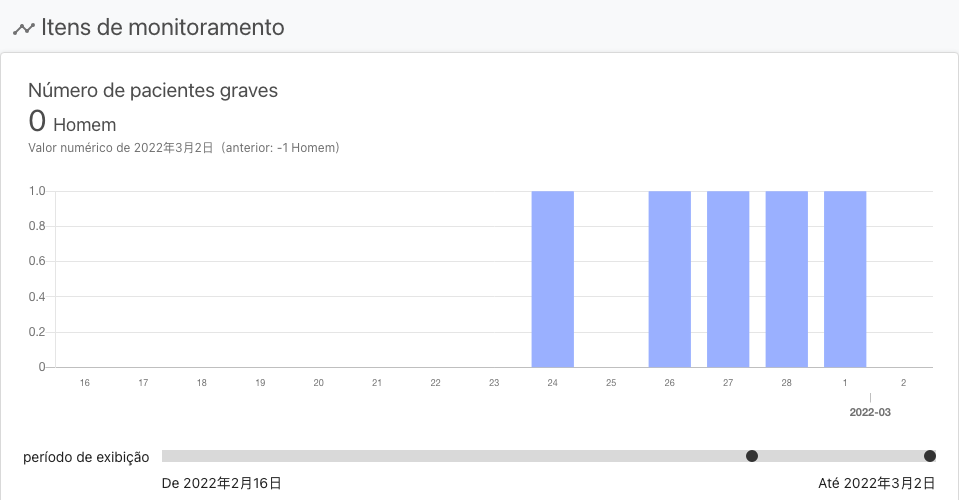 Itens de monitoramento
Número de pacientes graves
0 Homem
Valor numérico de 2022年3月2日（anterior: -1 Homem)
1.0
0.8
0.6
0.4
0.2
0
16 17 18 19 20 21 22 23 24 25 26 27 28 1 2
2022-03
período de exibição
De 2022年2月16日 Até 2022年3月2日